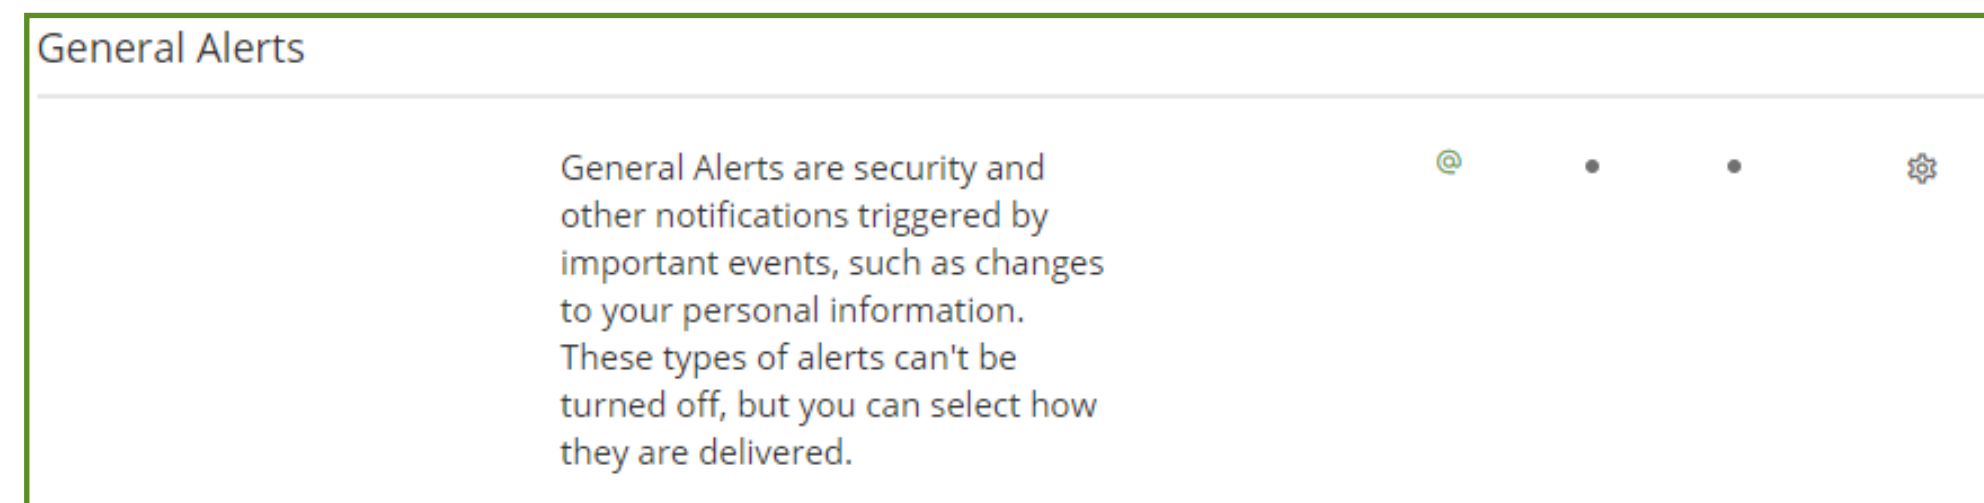 General Alerts
General Alerts are security and
other notifications triggered by
important events, such as changes
to your personal information.
These types of alerts can't be
turned off, but you can select how
they are delivered.